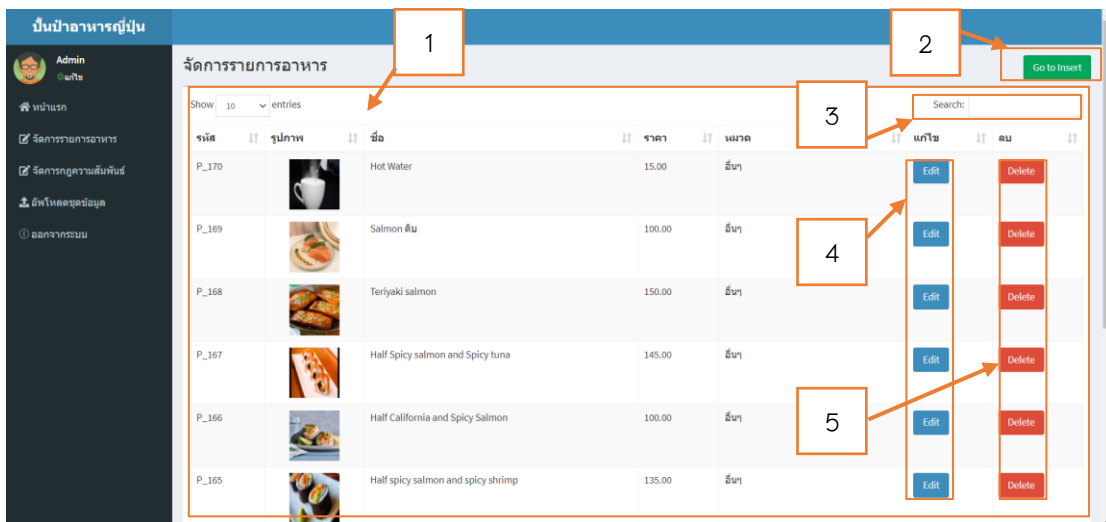 ปิ้นป้าอาหารญี่ปุ่น
Admin
แก้ไข
หน้าแรก
จัดการรายการอาหาร
จัดการกฎความสัมพันธ์
อัพโหลดชุดข้อมูล
ออกจากระบบ
จัดการรายการอาหาร
1
2
Go to Insert
Show 10 entries
3
Search:
รหัส รูปภาพ ชื่อ ราคา หมวด แก้ไข ลบ
P_170 Hot Water 15.00 อื่นๆ Edit Delete
P_169 Salmon ดิบ 100.00 อื่นๆ Edit Delete
4
P_168 Teriyaki salmon 150.00 อื่นๆ Edit Delete
P_167 Half Spicy salmon and Spicy tuna 145.00 อื่นๆ Edit Delete
P_166 Half California and Spicy Salmon 100.00 อื่นๆ Edit Delete
5
P_165 Half spicy salmon and spicy shrimp 135.00 อื่นๆ Edit Delete